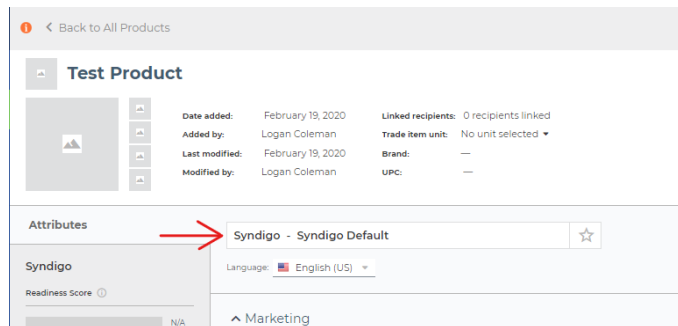 Back to All Products
Test Product
Date added: February 19, 2020 Linked recipients: 0 recipients linked
Added by: Logan Coleman Trade item unit: No unit selected
Last modified: February 19, 2020 Brand: —
Modified by: Logan Coleman UPC: —
Attributes
Syndigo - Syndigo Default
Language: English (US)
Syndigo
Readiness Score
N/A
Marketing